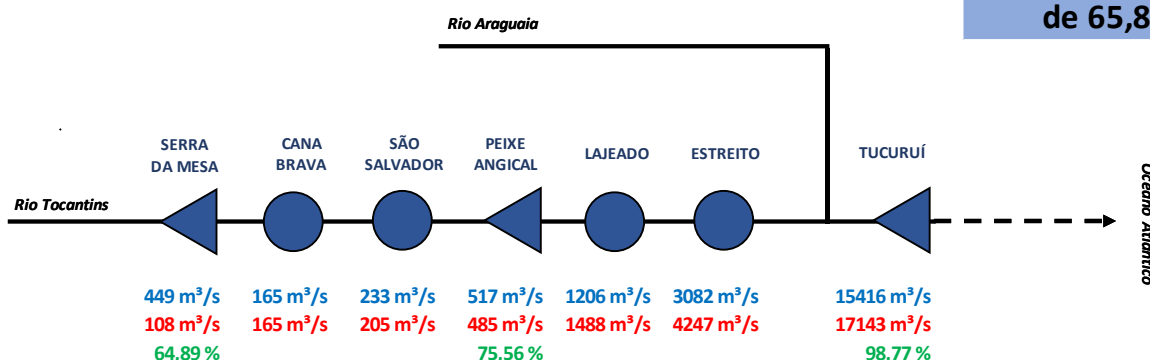 de 65,8
Rio Araguaia
SERRA
DA MESA
CANA
BRAVA
SÃO
SALVADOR
PEIXE
ANGICAL
LAJEADO
ESTREITO
TUCURUÍ
Rio Tocantins
Oceano Atlântico
449 m³/s 165 m³/s 233 m³/s 517 m³/s 1206 m³/s 3082 m³/s 15416 m³/s
108 m³/s 165 m³/s 205 m³/s 485 m³/s 1488 m³/s 4247 m³/s 17143 m³/s
64.89 % 75.56 % 98.77 %